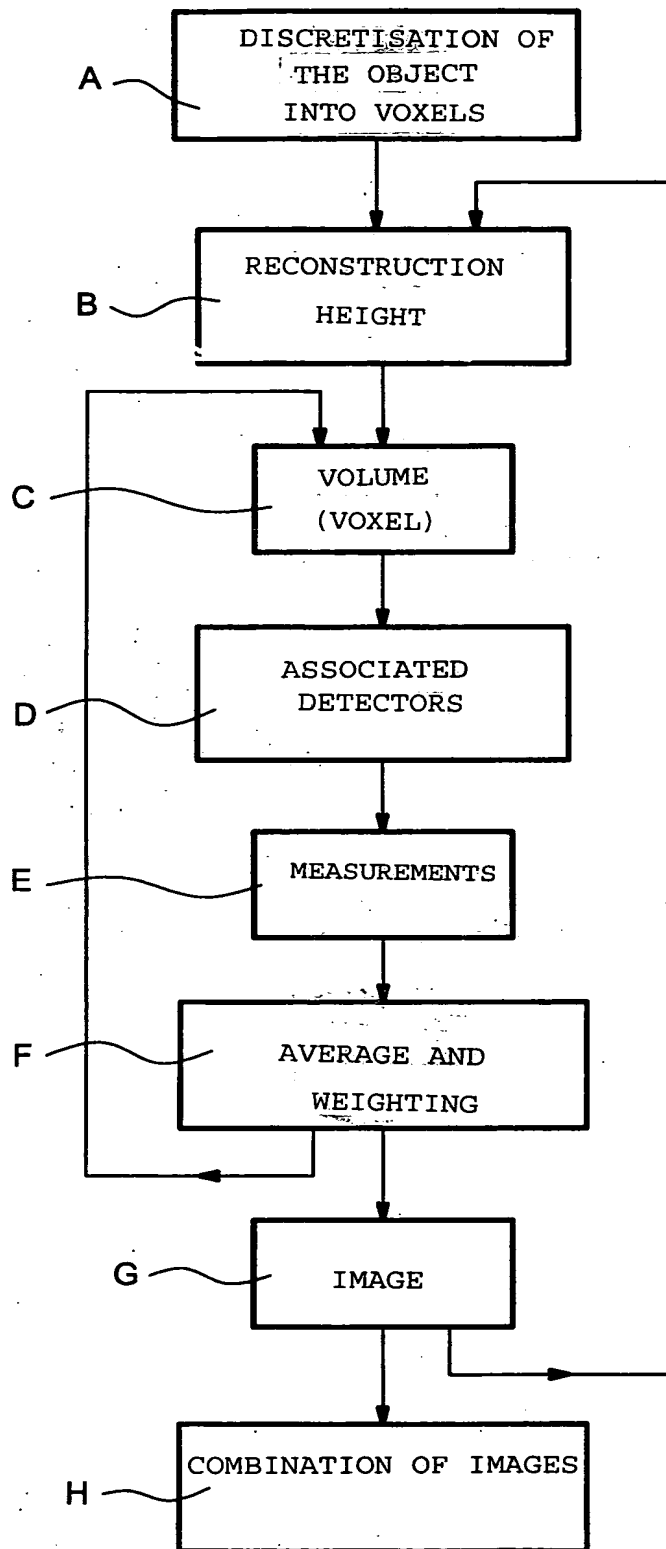 DISCRETISATION OF
THE OBJECT
INTO VOXELS
A
RECONSTRUCTION
HEIGHT
B
VOLUME
(VOXEL)
C
ASSOCIATED
DETECTORS
D
MEASUREMENTS
E
AVERAGE AND
WEIGHTING
F
IMAGE
G
COMBINATION OF IMAGES
H